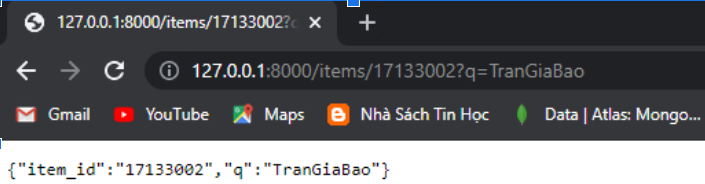 127.0.0.1:8000/items/17133002?
127.0.0.1:8000/items/17133002?q=TranGiaBao
Gmail YouTube Maps Nhà Sách Tin Học Data | Atlas: Mongo...
{"item_id":"17133002","q":"TranGiaBao"}